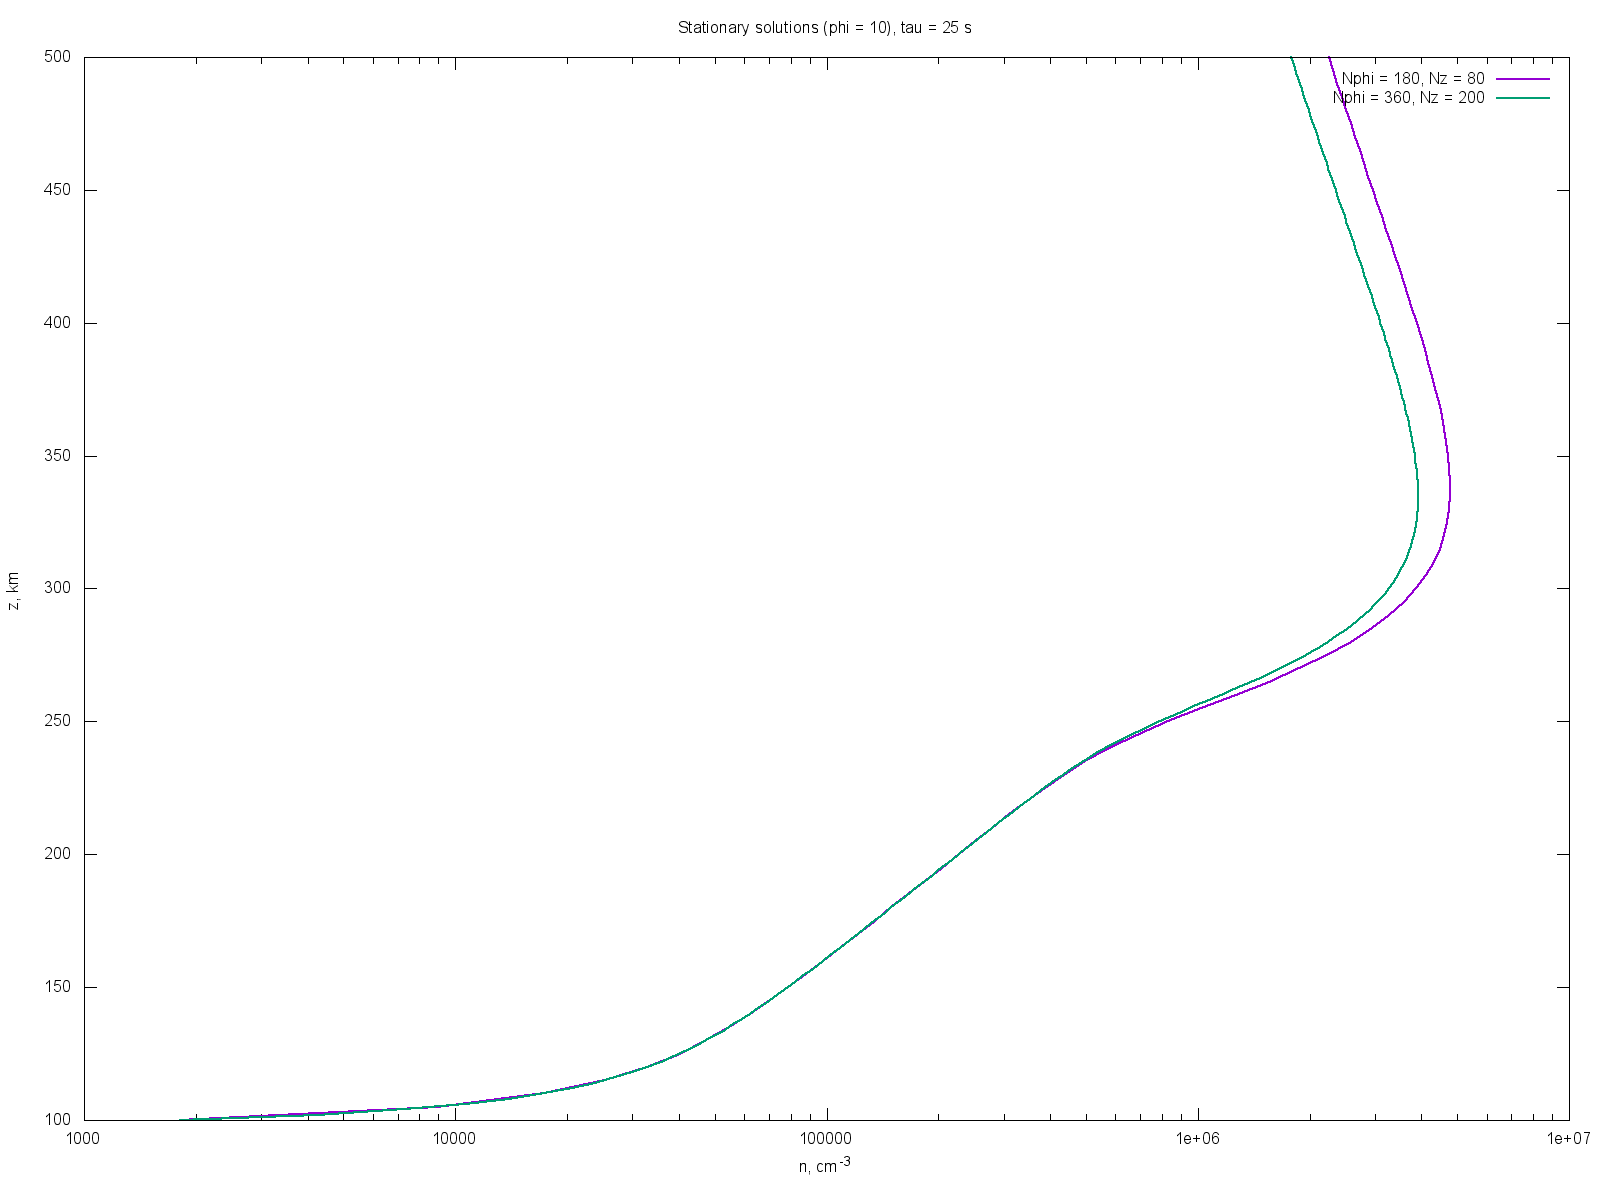 Stationary solutions (phi = 10), tau = 25 s
Nphi = 180, Nz = 80
Nphi = 360, Nz = 200
500
450
400
350
300
250
200
150
100
z, km
1000
10000
100000
1e+06
1e+07
n, cm-3